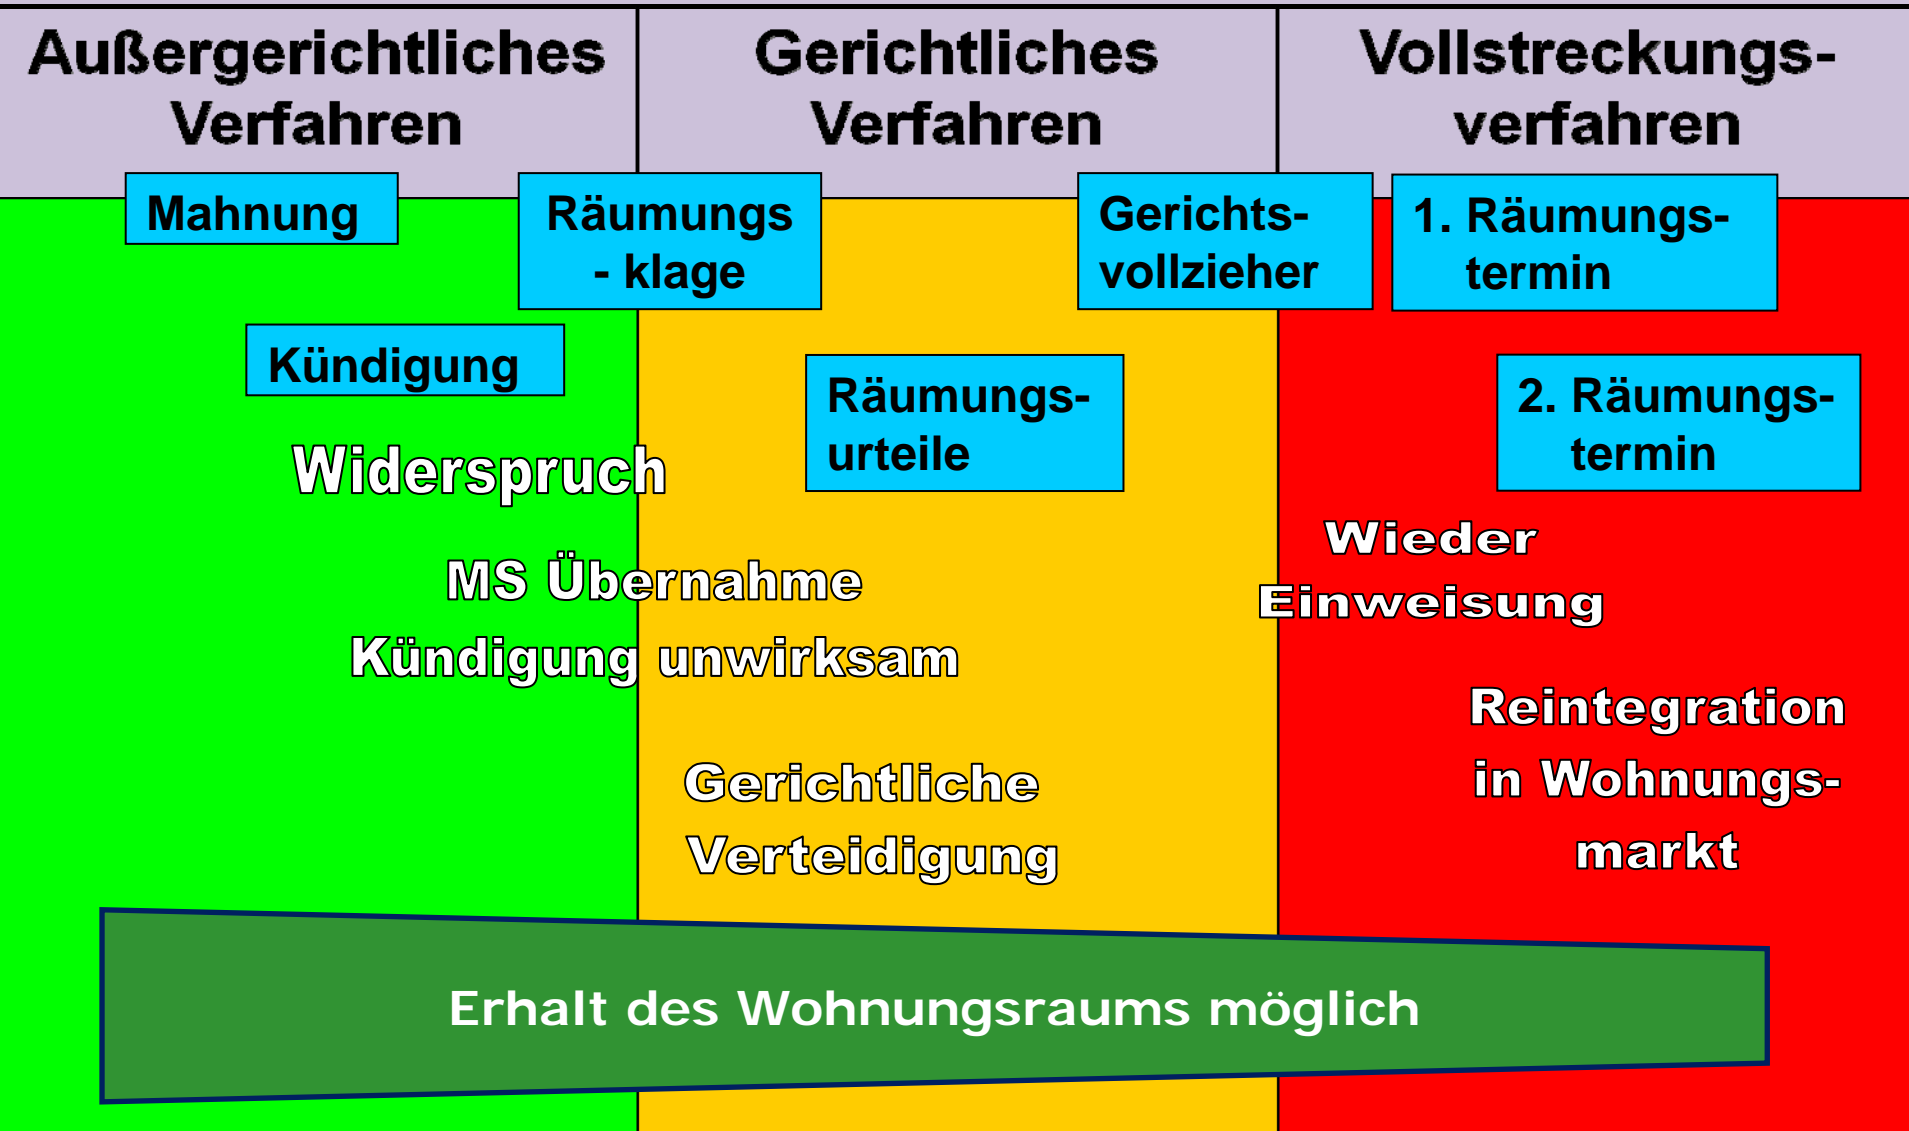 Außergerichtliches
Verfahren
Gerichtliches
Verfahren
Vollstreckungs-
verfahren
Mahnung
Räumungs
- klage
Gerichts-
vollzieher
1. Räumungs-
termin
Kündigung
Räumungs-
urteile
2. Räumungs-
termin
Widerspruch
MS Übernahme
Kündigung unwirksam
Wieder
Einweisung
Gerichtliche
Verteidigung
Reintegration
in Wohnungs-
markt
Erhalt des Wohnungsraums möglich